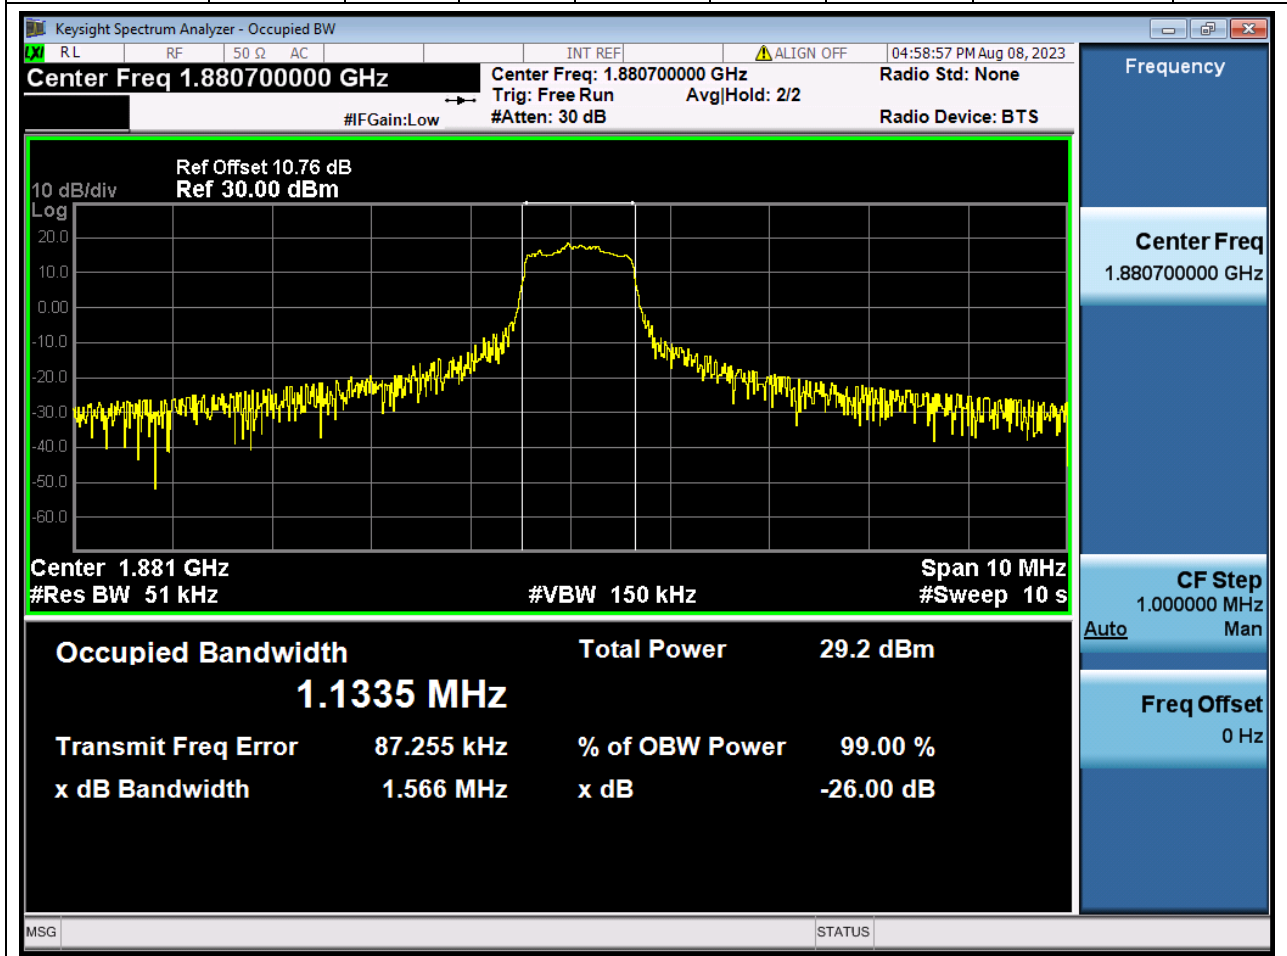 Keysight Spectrum Analyzer - Occupied BW
LXI RL RF 50 Ω AC INT REF ALIGN OFF 04:58:57 PM Aug 08, 2023
Center Freq 1.880700000 GHz
Center Freq: 1.880700000 GHz Radio Std: None
Trig: Free Run Avg|Hold: 2/2
#IFGain:Low #Atten: 30 dB Radio Device: BTS
Ref Offset 10.76 dB
10 dB/div Ref 30.00 dBm
Log
20.0
10.0
0.00
-10.0
-20.0
-30.0
-40.0
-50.0
-60.0
Center 1.881 GHz Span 10 MHz
#Res BW 51 kHz #VBW 150 kHz #Sweep 10 s
Occupied Bandwidth Total Power 29.2 dBm
1.1335 MHz
Transmit Freq Error 87.255 kHz % of OBW Power 99.00 %
x dB Bandwidth 1.566 MHz x dB -26.00 dB
MSG STATUS
Frequency
Center Freq
1.880700000 GHz
CF Step
1.000000 MHz
Auto Man
Freq Offset
0 Hz